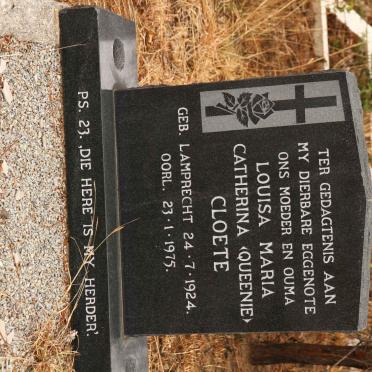 TER GEDAGTENIS AAN
MY DIERBARE EGGENOTE
ONS MOEDER EN OUMA
LOUISA MARIA
CATHERINA (QUEENIE)
CLOETE
GEB. LAMPRECHT 24.7.1924.
OORL. 23.1.1975.
PS. 23. ,DIE HERE IS MY HERDER'.